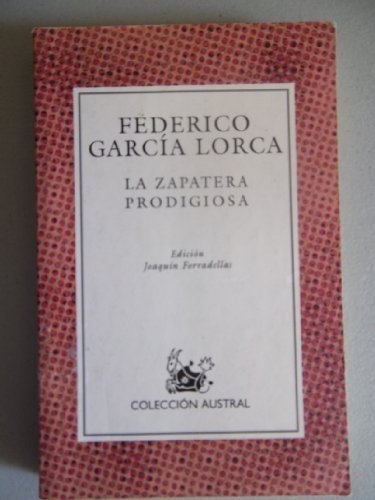 FEDERICO
GARCÍA LORCA
LA ZAPATERA
PRODIGIOSA
Edición
Joaquín Forradellas
COLECCIÓN AUSTRAL